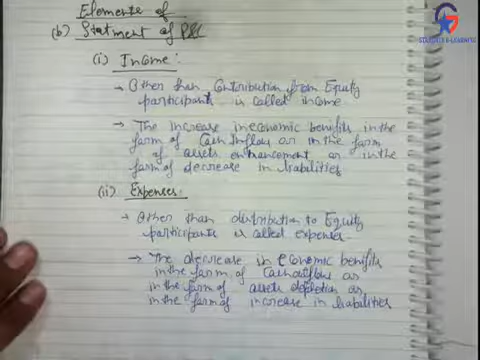 Elements of
(b) Statment of P&L
(i) Income :
→ Other than Contribution from Equity
participants is called income
→ The increase in economic benefits in the
form of Cash Inflow or in the form
of assets enhancement or in the
form of decrease in liabilities
(ii) Expenses:
→ Other than distribution to Equity
participants is called expenses.
→ The decrease in Economic benefits
in the form of Cash outflows or
in the form of assets depletion or
in the form of increase in liabilities